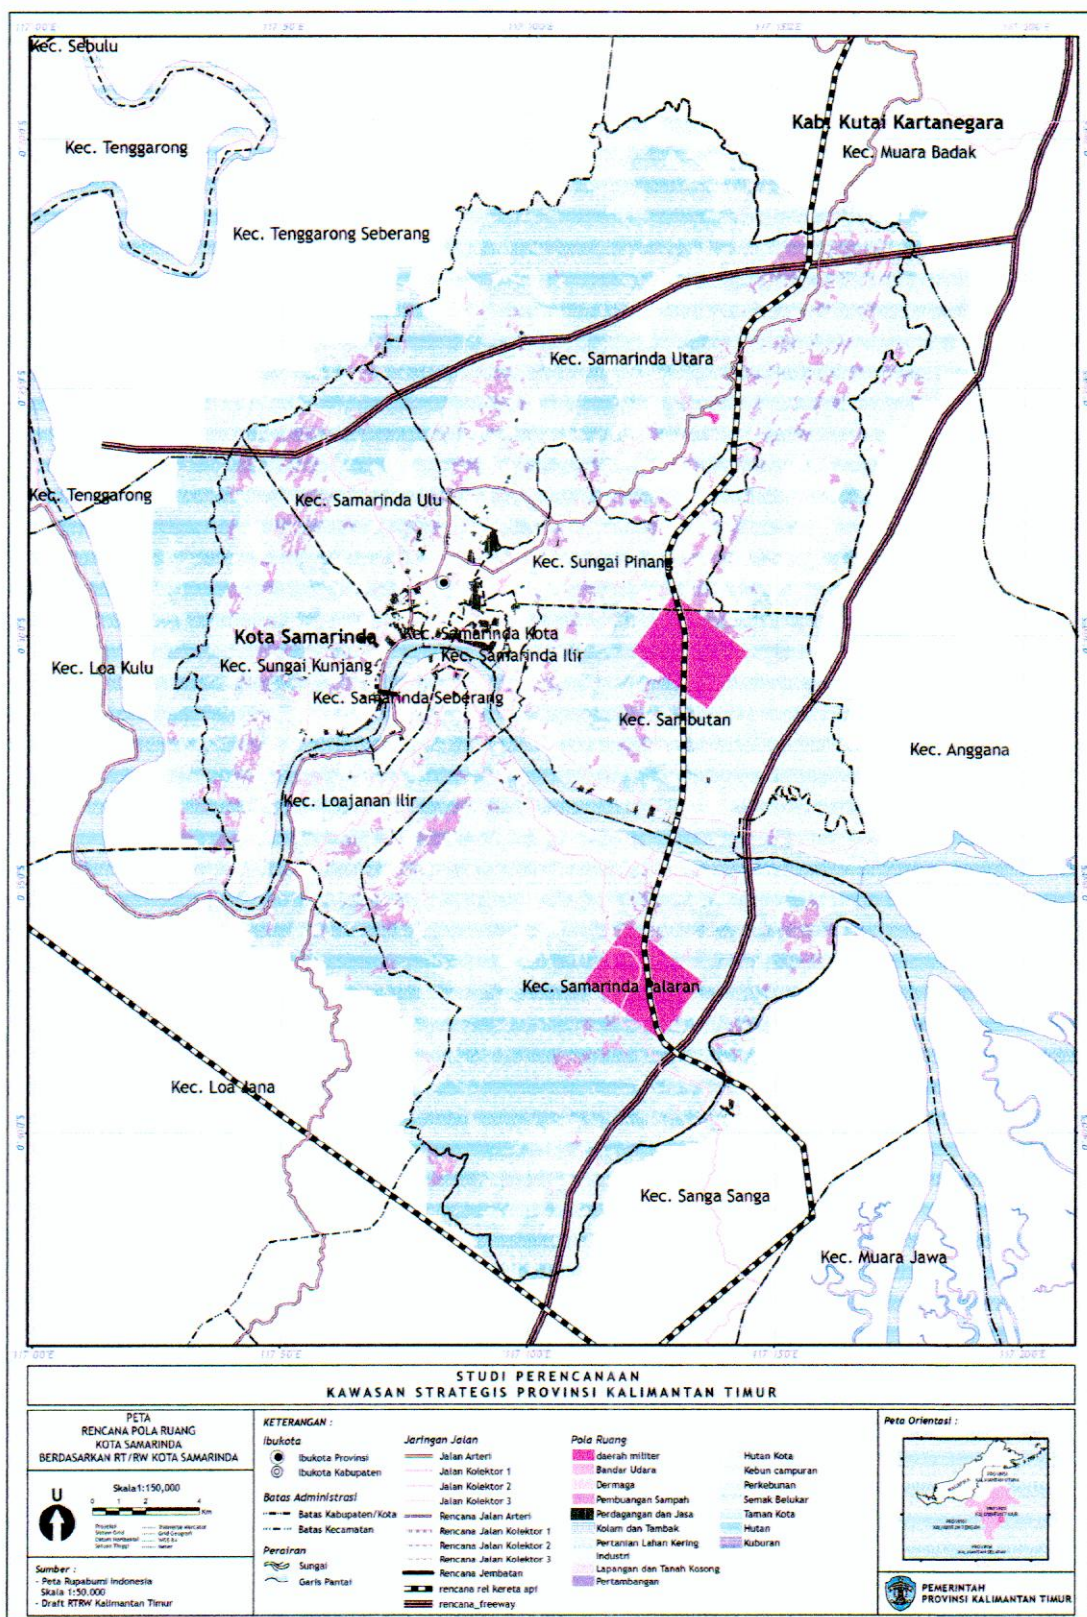 Kec. Sebulu
Kab. Kutai Kartanegara
Kec. Tenggarong
Kec. Muara Badak
Kec. Tenggarong Seberang
Kec. Samarinda Utara
Kec. Tenggarong
Kec. Samarinda Ulu
Kec. Sungai Pinang
Kota Samarinda
Kec. Samarinda Kota
Kec. Samarinda Ilir
Kec. Loa Kulu
Kec. Sungai Kunjang
Kec. Samarinda Seberang
Kec. Sambutan
Kec. Anggana
Kec. Loajanan Ilir
Kec. Samarinda Palaran
Kec. Loa Jana
Kec. Sanga Sanga
Kec. Muara Jawa
STUDI PERENCANAAN
KAWASAN STRATEGIS PROVINSI KALIMANTAN TIMUR
PETA
RENCANA POLA RUANG
KOTA SAMARINDA
BERDASARKAN RT/RW KOTA SAMARINDA
U
Skala1:150,000
0 1 2 4
Km
Sumber :
- Peta Rupabumi Indonesia
Skala 1:50.000
- Draft RTRW Kalimantan Timur
KETERANGAN :
Ibukota
Ibukota Provinsi
Ibukota Kabupaten
Batas Administrasi
Batas Kabupaten/Kota
Batas Kecamatan
Perairan
Sungai
Garis Pantai
Jaringan Jalan
Jalan Arteri
Jalan Kolektor 1
Jalan Kolektor 2
Jalan Kolektor 3
Rencana Jalan Arteri
Rencana Jalan Kolektor 1
Rencana Jalan Kolektor 2
Rencana Jalan Kolektor 3
Rencana Jembatan
rencana rel kereta api
rencana_freeway
Pola Ruang
daerah militer
Bandar Udara
Dermaga
Pembuangan Sampah
Perdagangan dan Jasa
Kolam dan Tambak
Pertanian Lahan Kering
Industri
Lapangan dan Tanah Kosong
Pertambangan
Hutan Kota
Kebun campuran
Perkebunan
Semak Belukar
Taman Kota
Hutan
Kuburan
Peta Orientasi :
PEMERINTAH
PROVINSI KALIMANTAN TIMUR